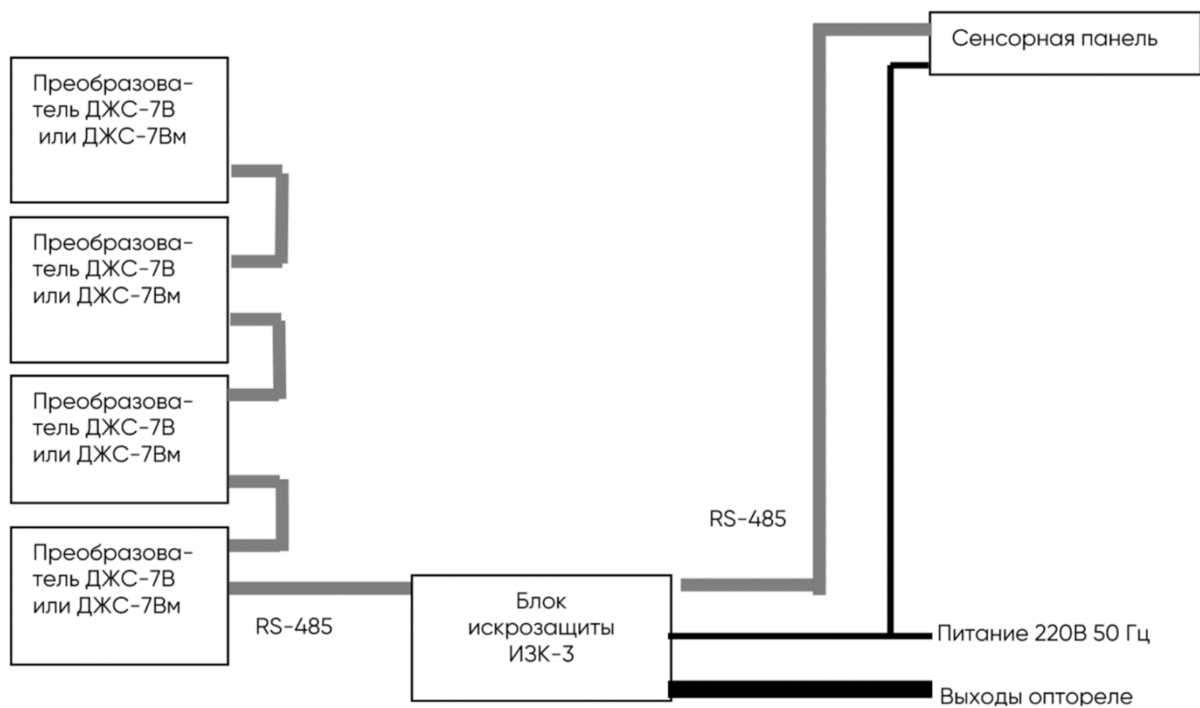 Сенсорная панель
Преобразова-
тель ДЖС-7В
или ДЖС-7Вм
Преобразова-
тель ДЖС-7В
или ДЖС-7Вм
Преобразова-
тель ДЖС-7В
или ДЖС-7Вм
RS-485
Преобразова-
тель ДЖС-7В
или ДЖС-7Вм
RS-485
Блок
искрозащиты
ИЗК-3
Питание 220В 50 Гц
Выходы оптореле